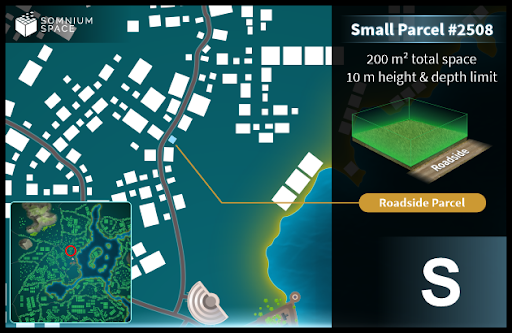 SOMNIUM
SPACE
Small Parcel #2508
200 m² total space
10 m height & depth limit
Roadside
Roadside Parcel
S